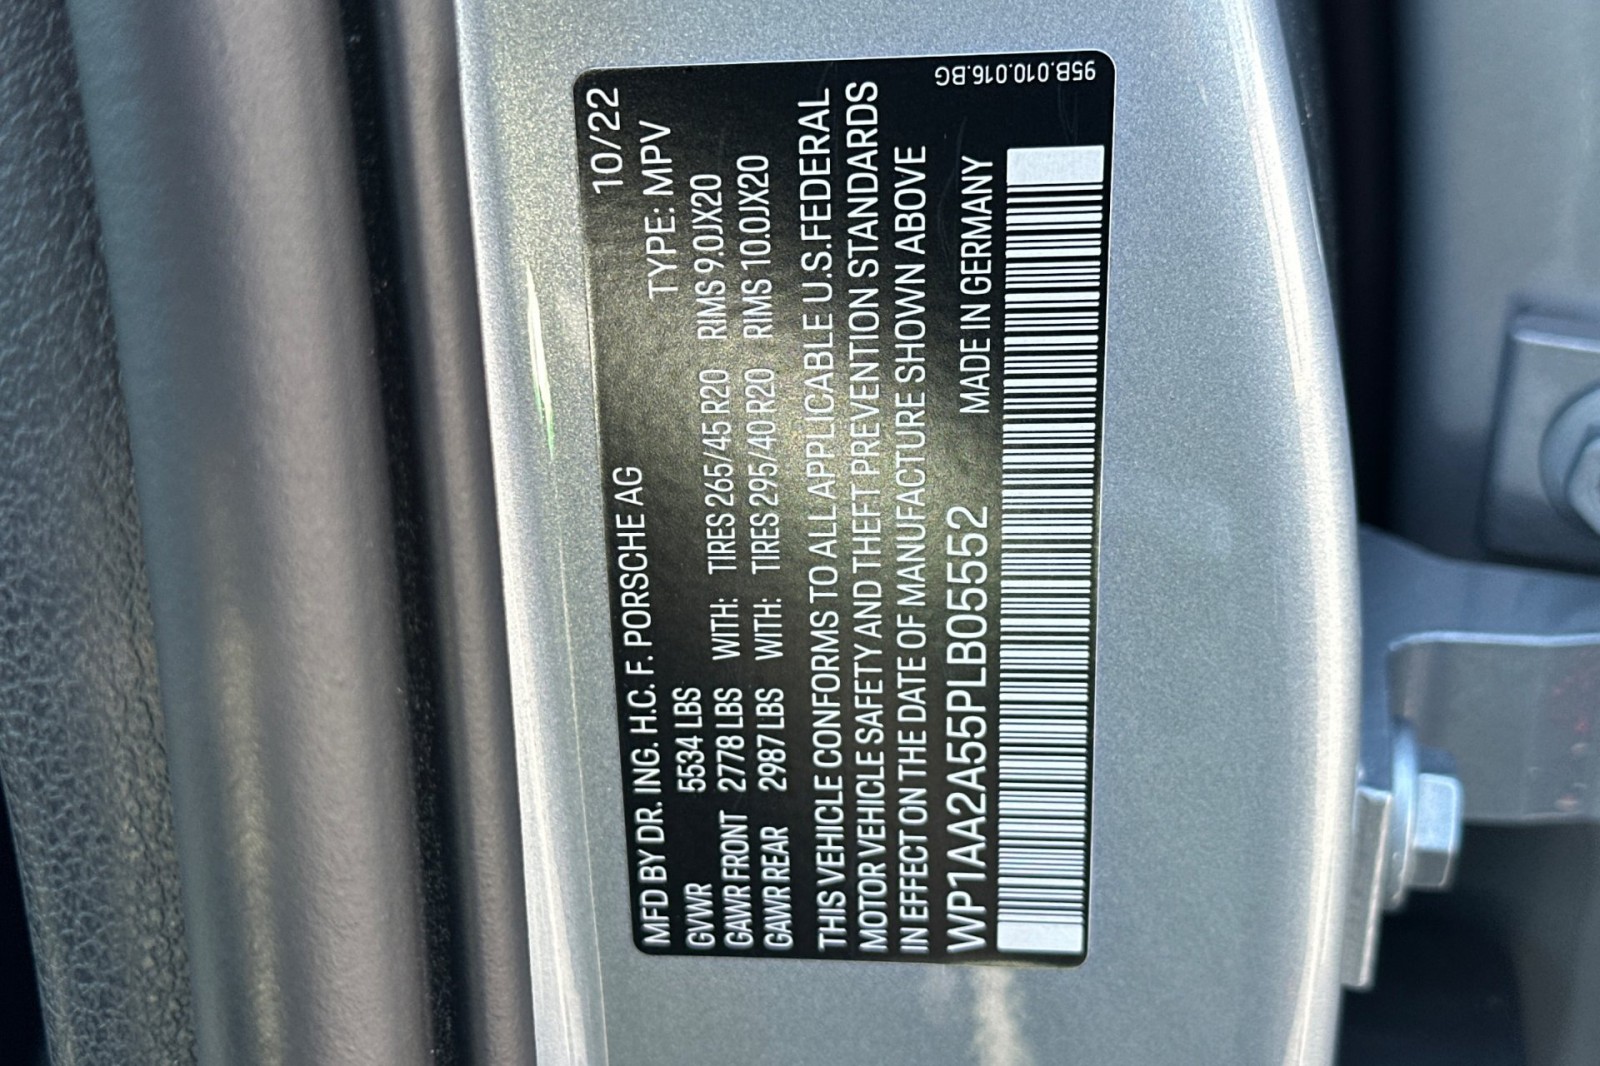 MFD BY DR. ING. H.C. F. PORSCHE AG 10/22
GVWR 5534 LBS TYPE: MPV
GAWR FRONT 2778 LBS WITH: TIRES 265/45 R20 RIMS 9.0JX20
GAWR REAR 2987 LBS WITH: TIRES 295/40 R20 RIMS 10.0JX20
THIS VEHICLE CONFORMS TO ALL APPLICABLE U.S.FEDERAL
MOTOR VEHICLE SAFETY AND THEFT PREVENTION STANDARDS
IN EFFECT ON THE DATE OF MANUFACTURE SHOWN ABOVE
WP1AA2A55PLB05552 MADE IN GERMANY
95B.010.016.BG